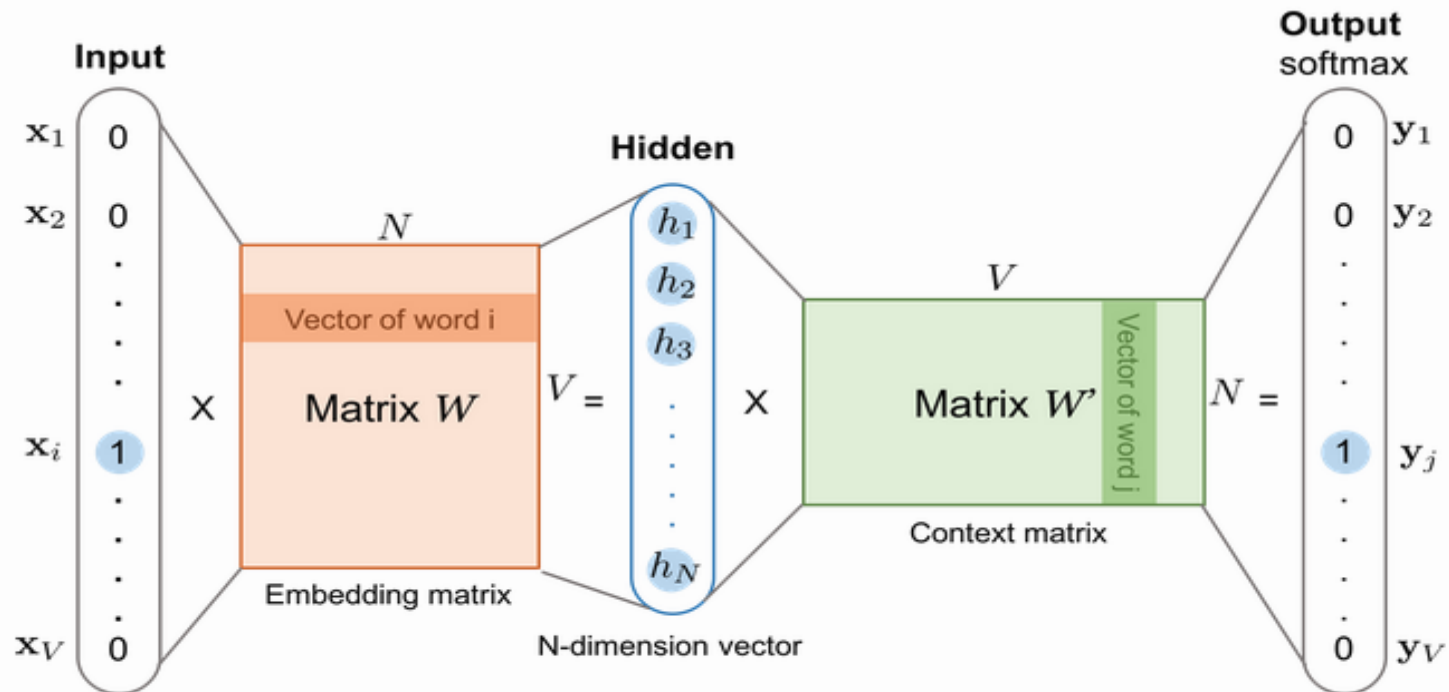 Input
x1 0
x2 0
xi 1
xV 0
X
N
Vector of word i
Matrix W
V =
Embedding matrix
Hidden
h1
h2
h3
hN
N-dimension vector
X
V
Matrix W'
Vector of word j
N =
Context matrix
Output
softmax
0 y1
0 y2
1 yj
0 yV